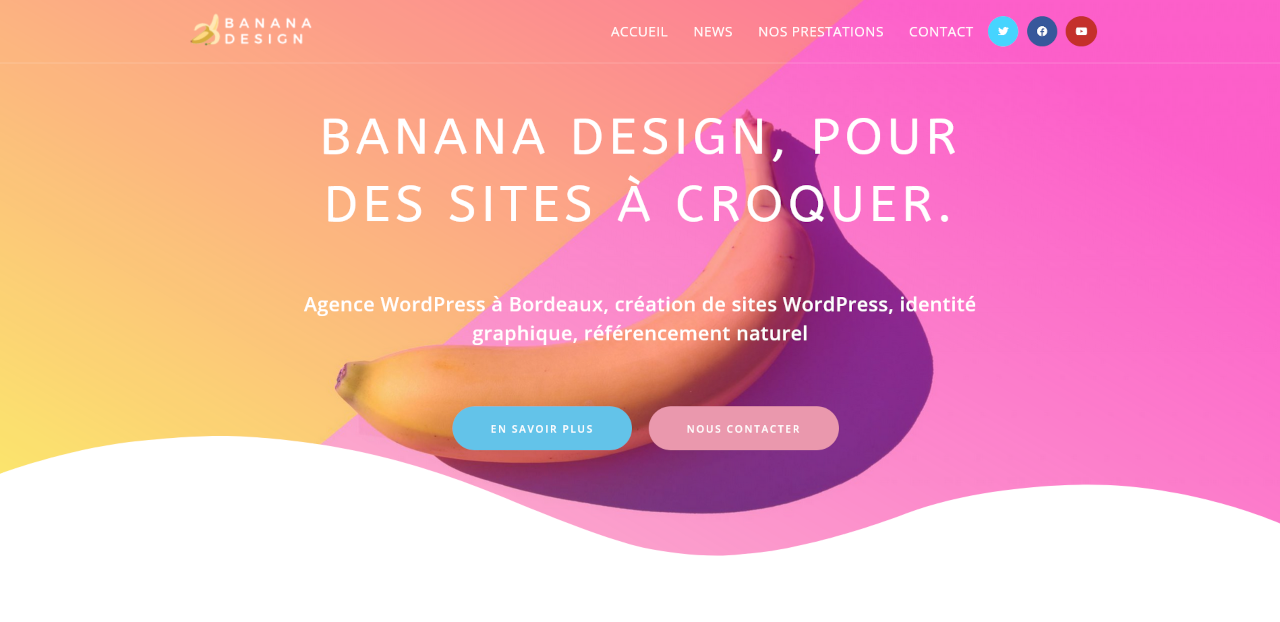 BANANA
DESIGN
ACCUEIL NEWS NOS PRESTATIONS CONTACT
BANANA DESIGN, POUR
DES SITES À CROQUER.
Agence WordPress à Bordeaux, création de sites WordPress, identité
graphique, référencement naturel
EN SAVOIR PLUS NOUS CONTACTER